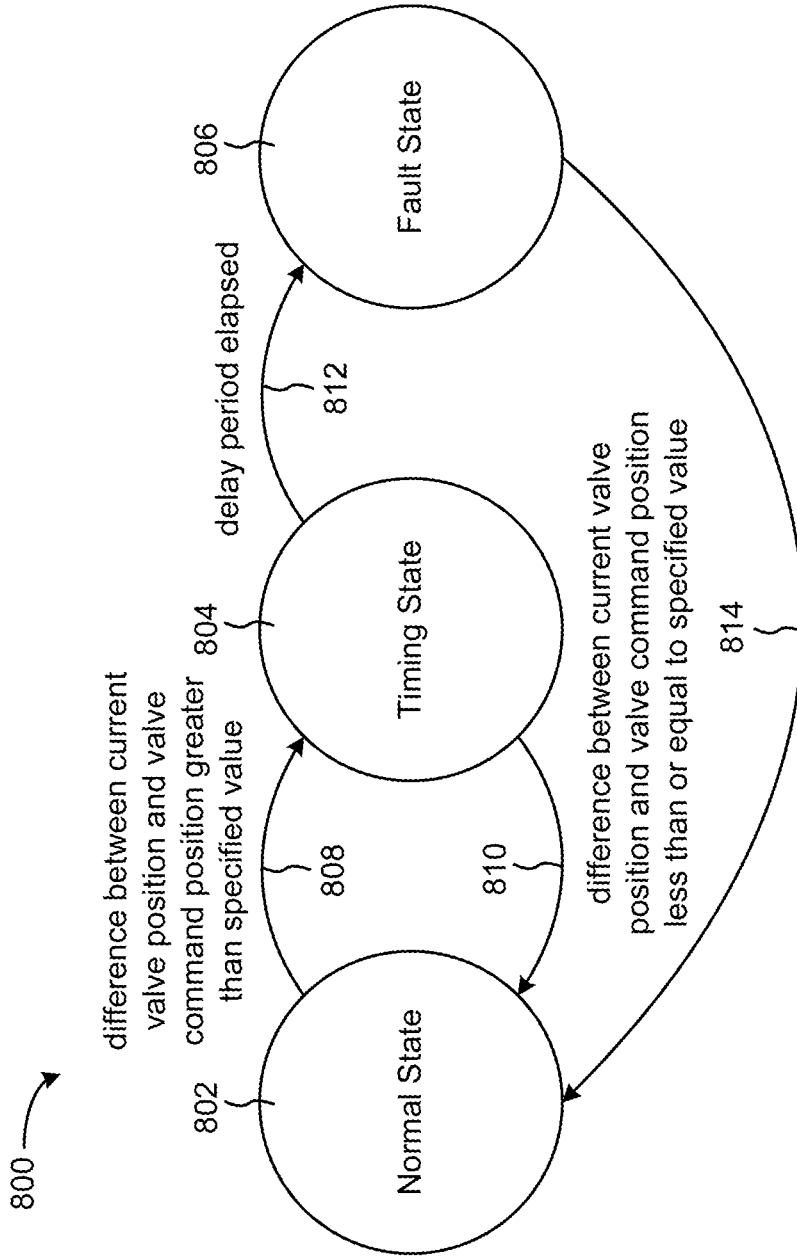 800
difference between current
valve position and valve
command position greater
than specified value
802
Normal State
808
810
804
Timing State
delay period elapsed
812
806
Fault State
difference between current valve
position and valve command position
less than or equal to specified value
814